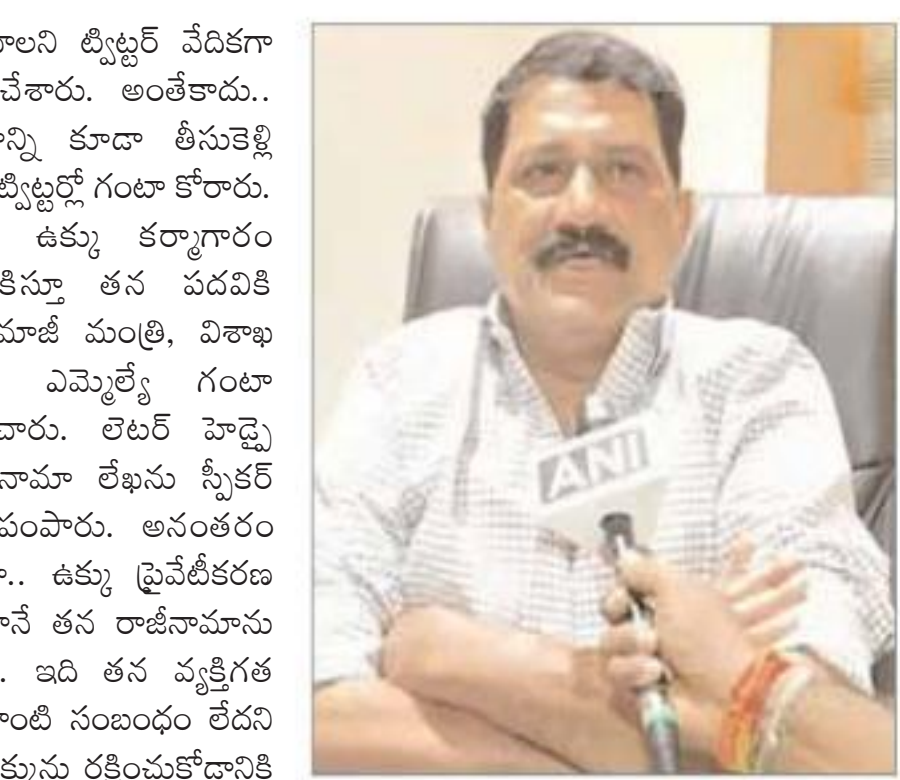 ట్విట్టర్ వేదికగా
చేశారు. అంతేకాదు..
కూడా తీసుకెళ్లి
ట్విట్టర్లో గంటా కోరారు.
ఉక్కు కర్మాగారం
తన పదవికి
మాజీ మంత్రి, విశాఖ
ఎమ్మెల్యే గంటా
లెటర్ హెడ్పై
లేఖను స్పీకర్
పంపారు. అనంతరం
ఉక్కు ప్రైవేటీకరణ
తన రాజీనామాను
ఇది తన వ్యక్తిగత
సంబంధం లేదని
రక్షించుకోడానికి
ANI